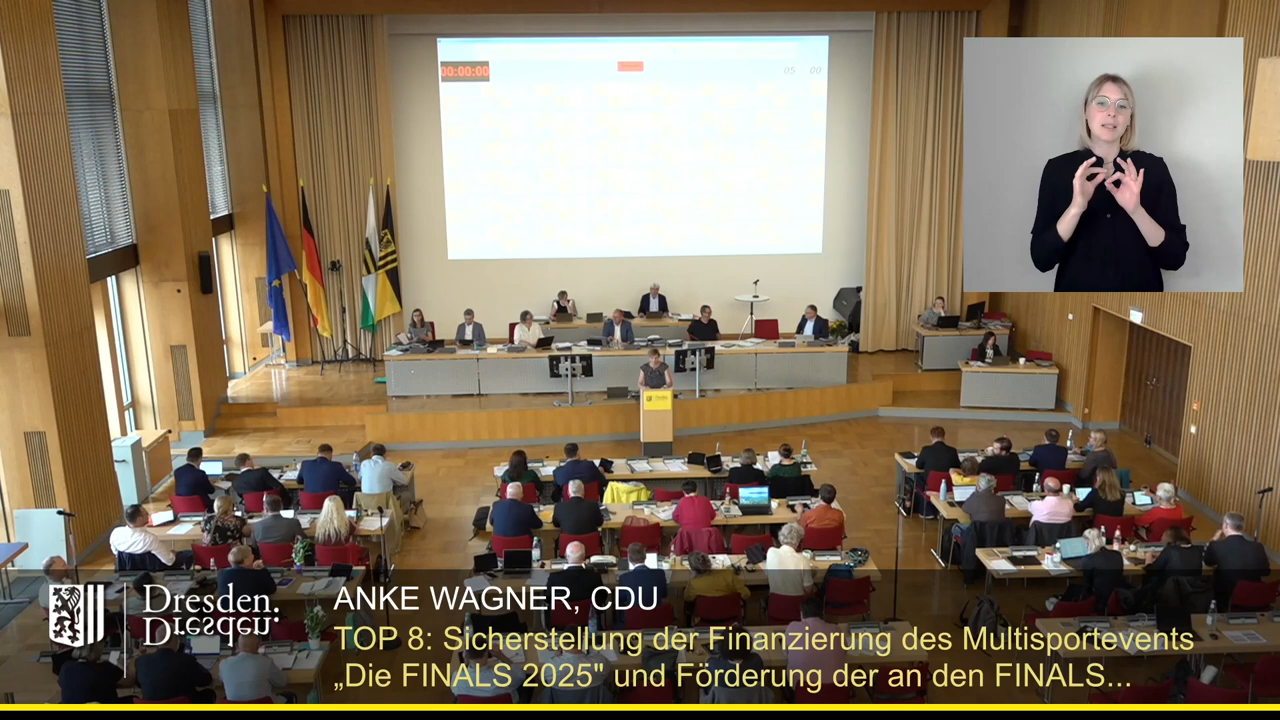 00:00:00
05 00
Dresden.
Dresden.
ANKE WAGNER, CDU
TOP 8: Sicherstellung der Finanzierung des Multisportevents
„Die FINALS 2025" und Förderung der an den FINALS...